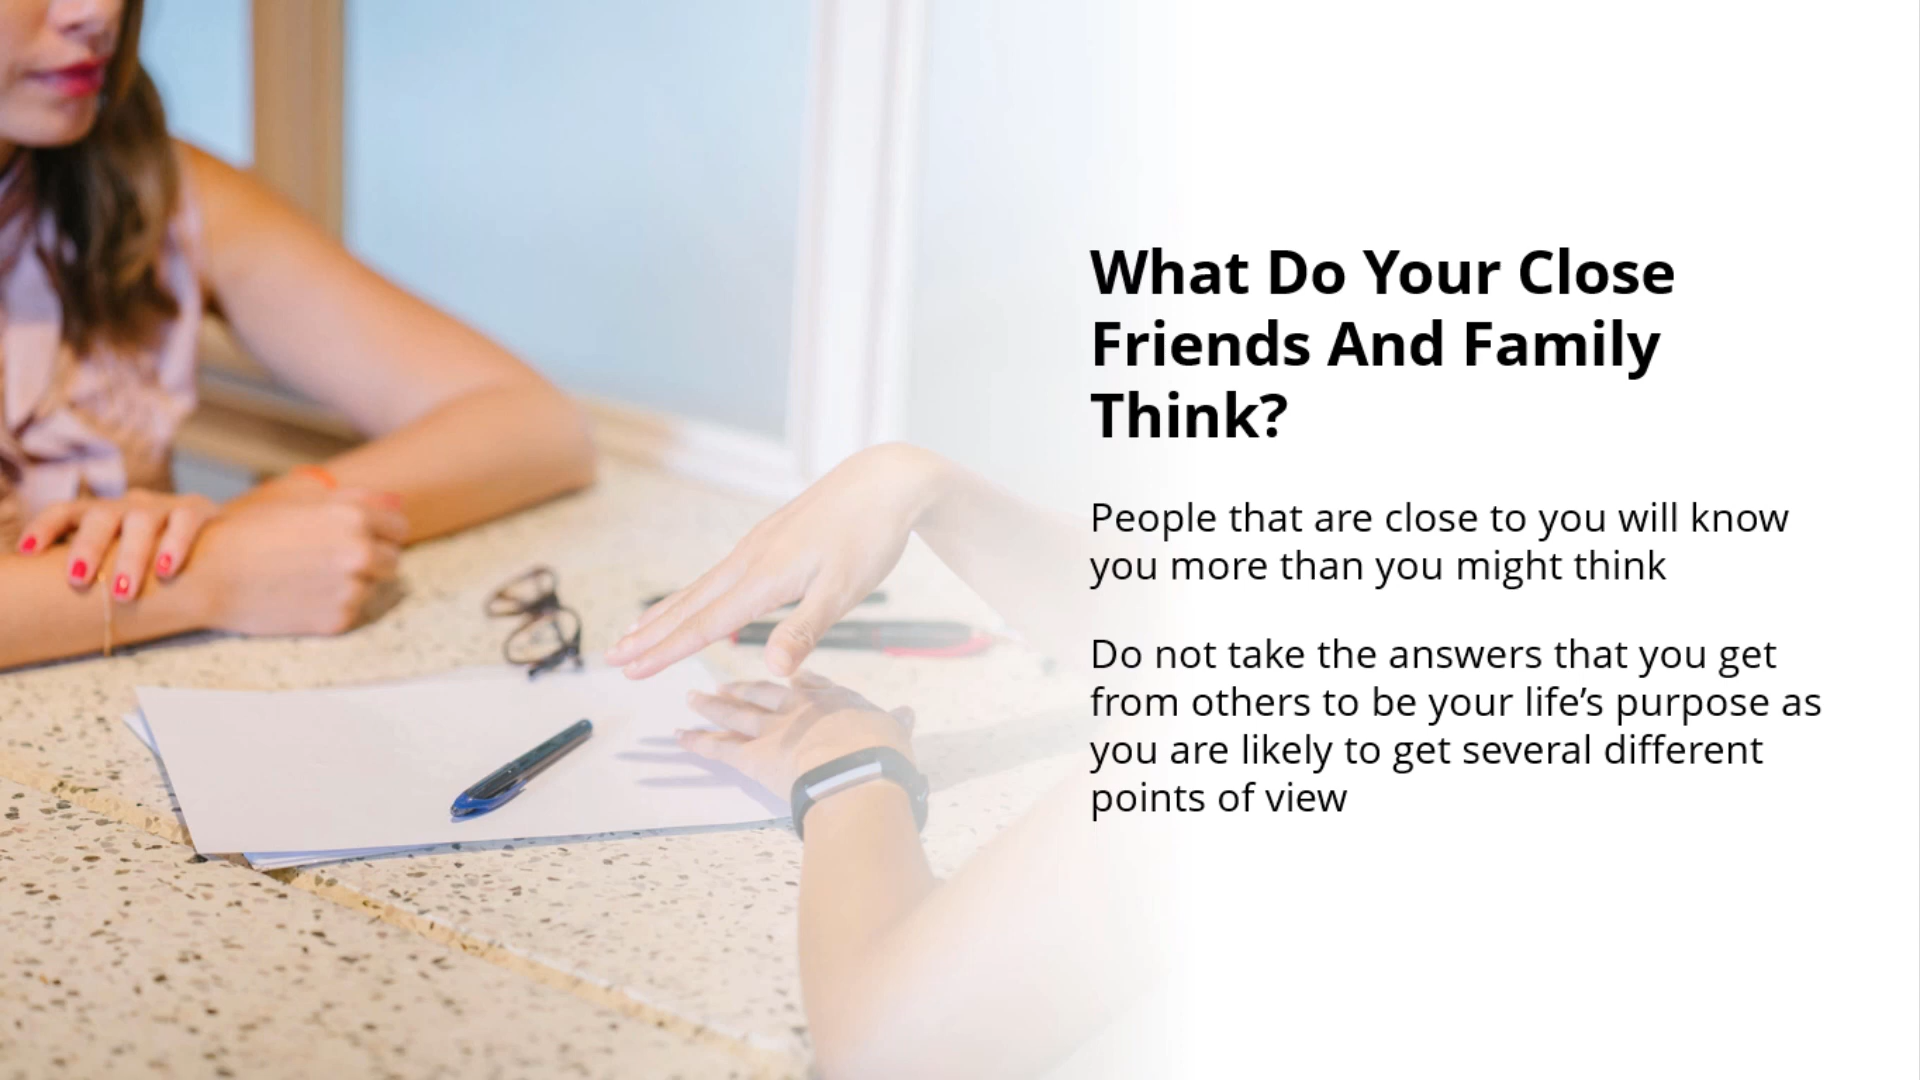 What Do Your Close
Friends And Family
Think?
People that are close to you will know
you more than you might think
Do not take the answers that you get
from others to be your life’s purpose as
you are likely to get several different
points of view